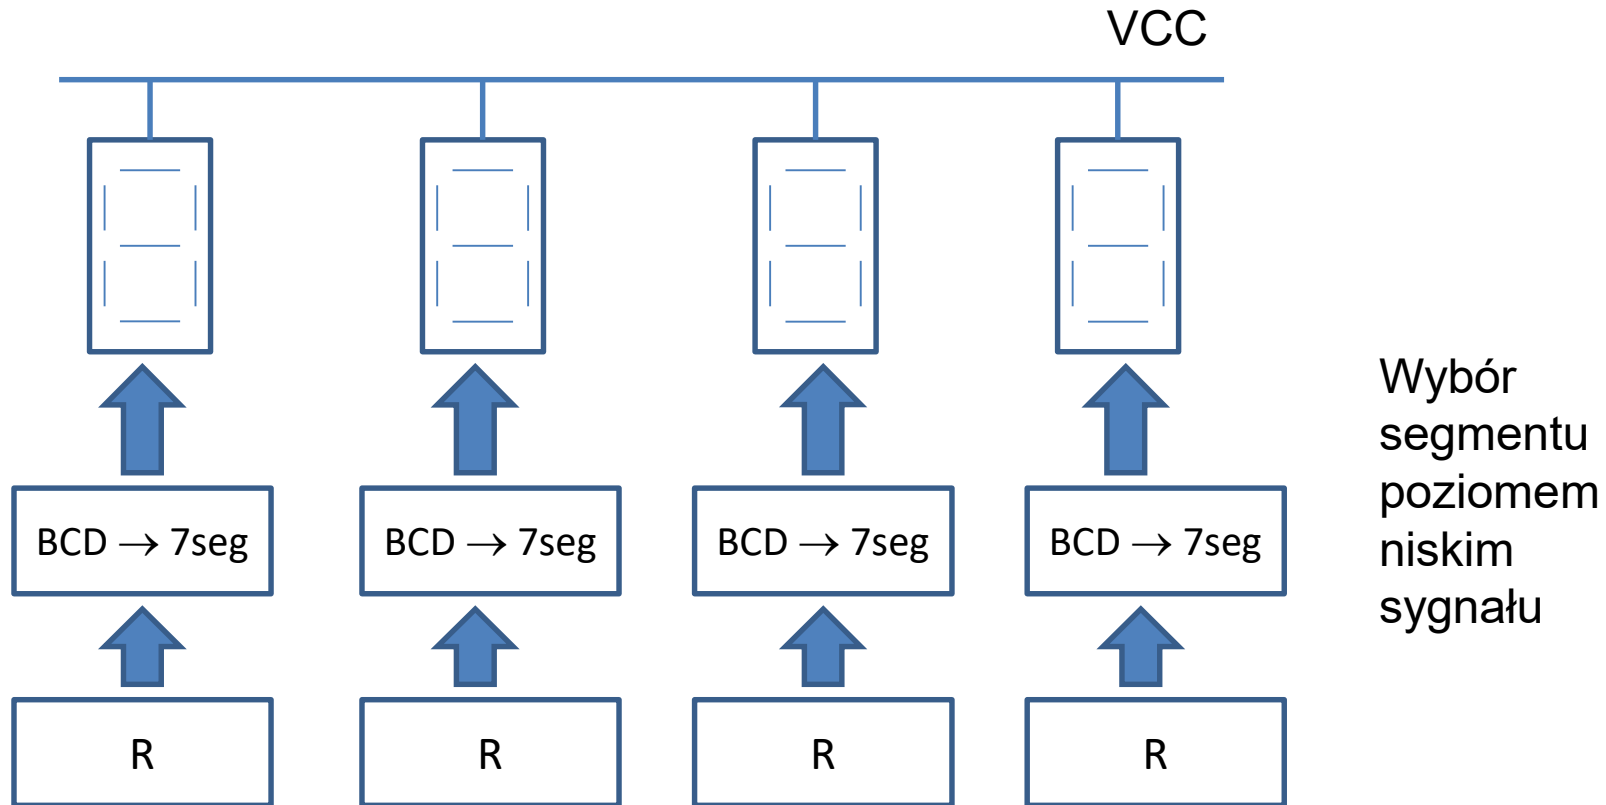 VCC
BCD → 7seg
BCD → 7seg
BCD → 7seg
BCD → 7seg
R
R
R
R
Wybór
segmentu
poziomem
niskim
sygnału